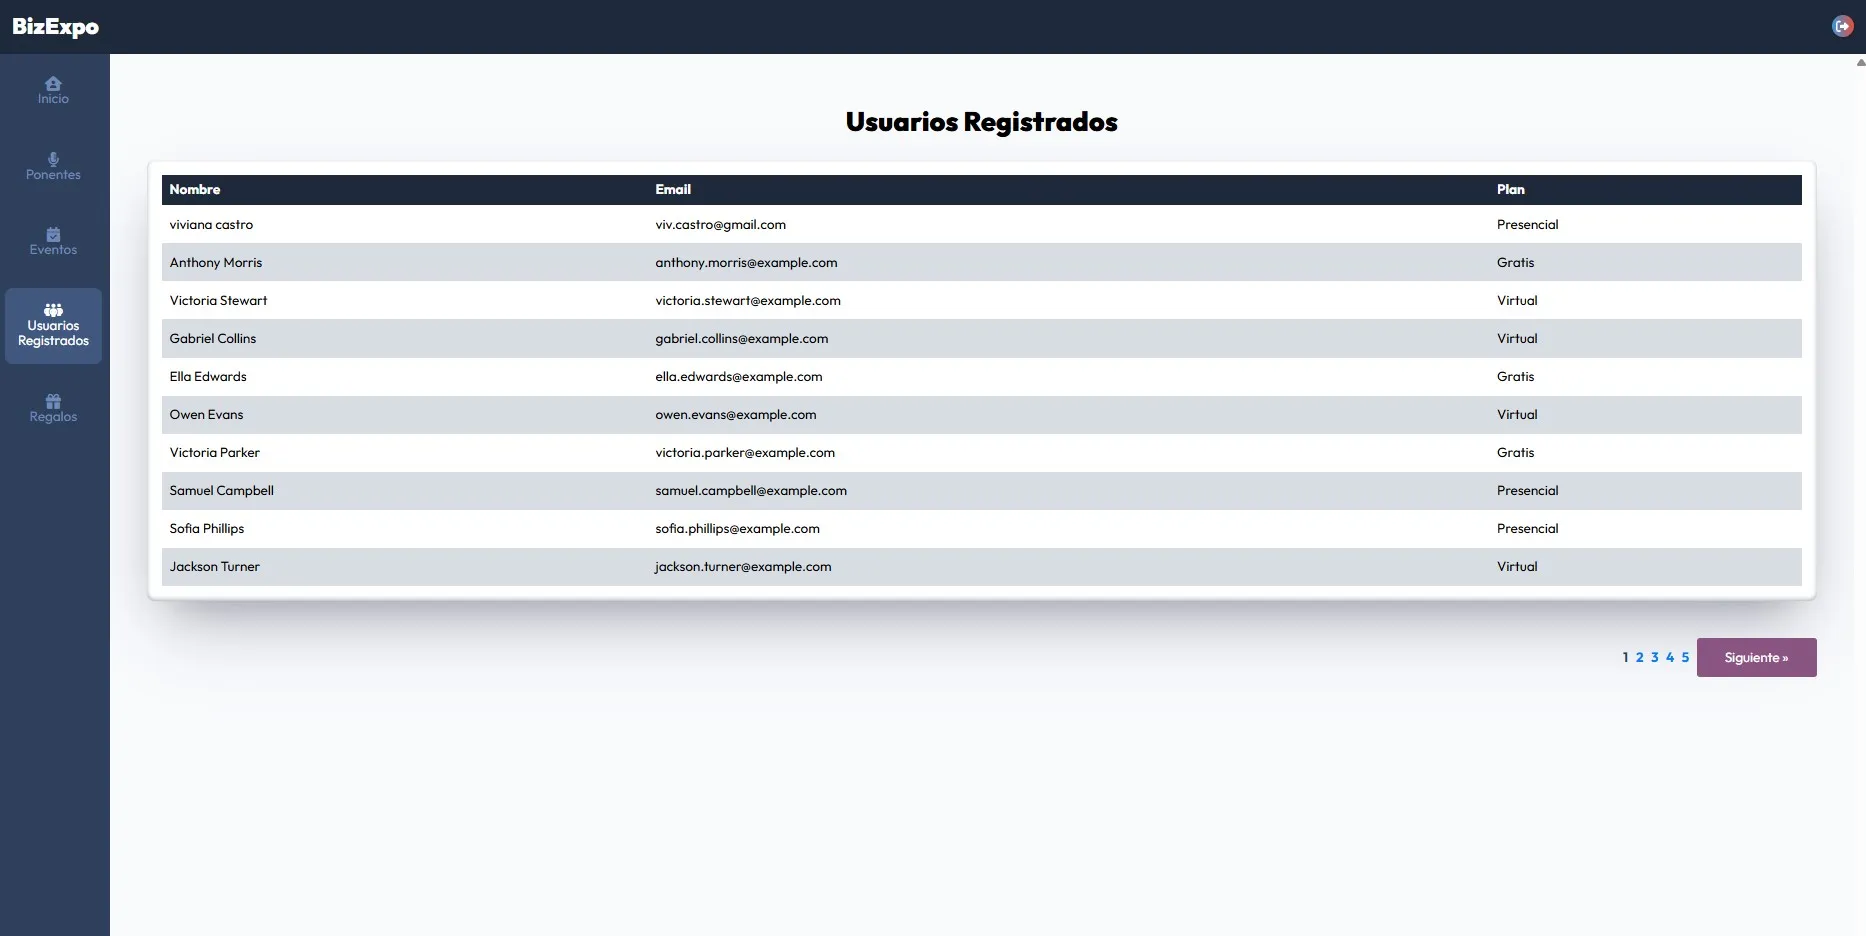 BizExpo
Inicio
Ponentes
Eventos
Usuarios
Registrados
Regalos
Usuarios Registrados
Nombre Email Plan
viviana castro viv.castro@gmail.com Presencial
Anthony Morris anthony.morris@example.com Gratis
Victoria Stewart victoria.stewart@example.com Virtual
Gabriel Collins gabriel.collins@example.com Virtual
Ella Edwards ella.edwards@example.com Gratis
Owen Evans owen.evans@example.com Virtual
Victoria Parker victoria.parker@example.com Gratis
Samuel Campbell samuel.campbell@example.com Presencial
Sofia Phillips sofia.phillips@example.com Presencial
Jackson Turner jackson.turner@example.com Virtual
1 2 3 4 5 Siguiente »